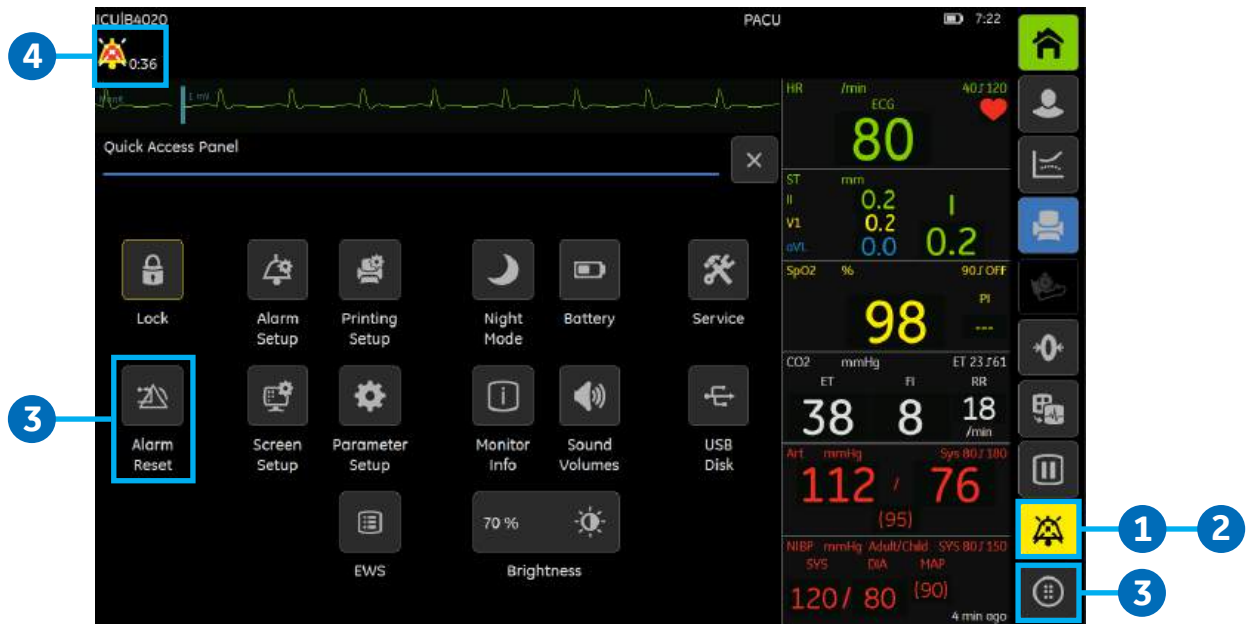 ICU|B4020 PACU 7:22
4
0:36
1 mV
HR /min 40 120
ECG
80
Quick Access Panel
ST mm
II 0.2 I
V1 0.2 0.2
aVL 0.0
SpO2 % 90 OFF
PI
98 ---
Lock Alarm Setup Printing Setup Night Mode Battery Service
CO2 mmHg ET 23 61
ET FI RR
38 8 18
/min
3
Alarm Reset Screen Setup Parameter Setup Monitor Info Sound Volumes USB Disk
Art mmHg Sys 80 180
112 / 76
(95)
70 %
EWS Brightness
1 2
NIBP mmHg Adult/Child SYS 80 150
SYS DIA MAP
120 / 80 (90)
4 min ago
3